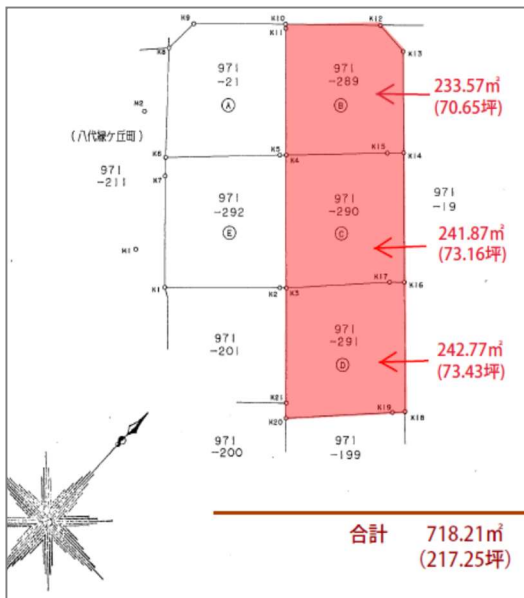 K9
K10
K11
K12
K8
K13
971
-21
Ⓐ
971
-289
Ⓑ
233.57㎡
(70.65坪)
M2
(八代緑ケ丘町)
K6
K5
K4
K15
K14
971
-211
K7
971
-292
Ⓔ
971
-290
Ⓒ
971
-19
241.87㎡
(73.16坪)
M1
K1
K2
K3
K17
K16
971
-201
971
-291
Ⓓ
242.77㎡
(73.43坪)
K21
K20
K19
K18
971
-200
971
-199
合計 718.21㎡
(217.25坪)